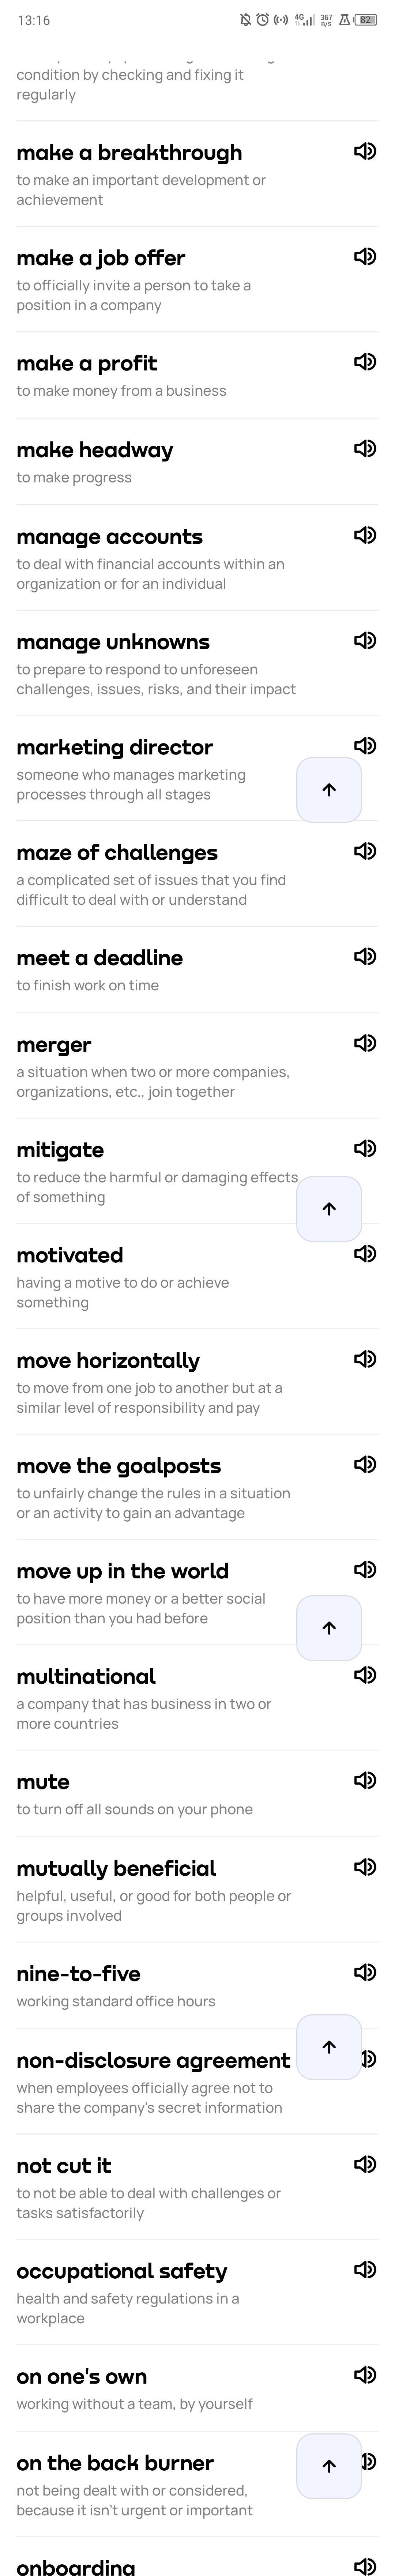 13:16
4G
367
B/S
82
condition by checking and fixing it
regularly
make a breakthrough
to make an important development or
achievement
make a job offer
to officially invite a person to take a
position in a company
make a profit
to make money from a business
make headway
to make progress
manage accounts
to deal with financial accounts within an
organization or for an individual
manage unknowns
to prepare to respond to unforeseen
challenges, issues, risks, and their impact
marketing director
someone who manages marketing
processes through all stages
maze of challenges
a complicated set of issues that you find
difficult to deal with or understand
meet a deadline
to finish work on time
merger
a situation when two or more companies,
organizations, etc., join together
mitigate
to reduce the harmful or damaging effects
of something
motivated
having a motive to do or achieve
something
move horizontally
to move from one job to another but at a
similar level of responsibility and pay
move the goalposts
to unfairly change the rules in a situation
or an activity to gain an advantage
move up in the world
to have more money or a better social
position than you had before
multinational
a company that has business in two or
more countries
mute
to turn off all sounds on your phone
mutually beneficial
helpful, useful, or good for both people or
groups involved
nine-to-five
working standard office hours
non-disclosure agreement
when employees officially agree not to
share the company's secret information
not cut it
to not be able to deal with challenges or
tasks satisfactorily
occupational safety
health and safety regulations in a
workplace
on one's own
working without a team, by yourself
on the back burner
not being dealt with or considered,
because it isn't urgent or important
onboarding